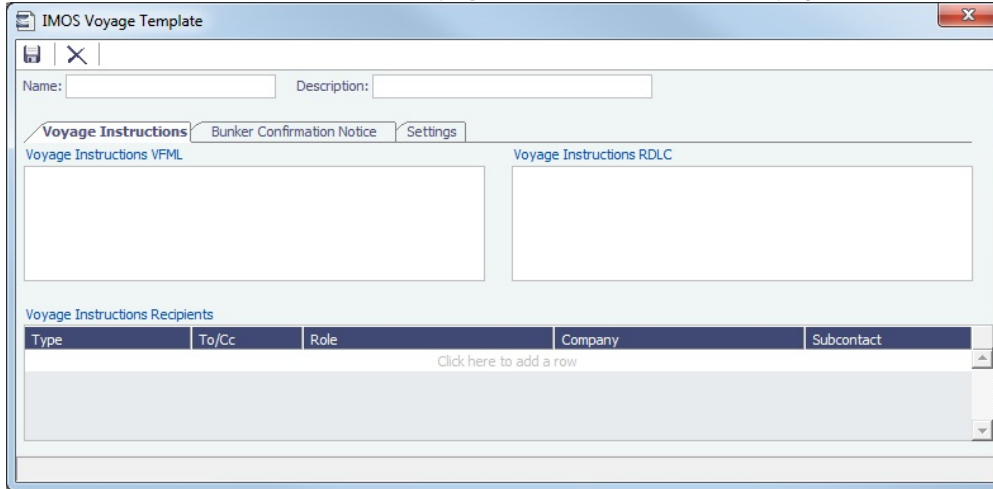 IMOS Voyage Template
Name: Description:
Voyage Instructions Bunker Confirmation Notice Settings
Voyage Instructions VFML Voyage Instructions RDLC
Voyage Instructions Recipients
Type To/Cc Role Company Subcontact
Click here to add a row